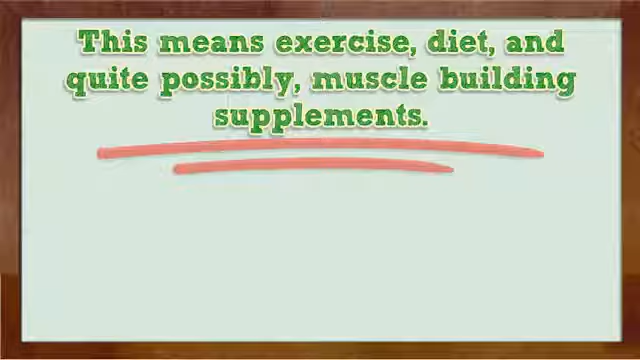 This means exercise, diet, and
quite possibly, muscle building
supplements.